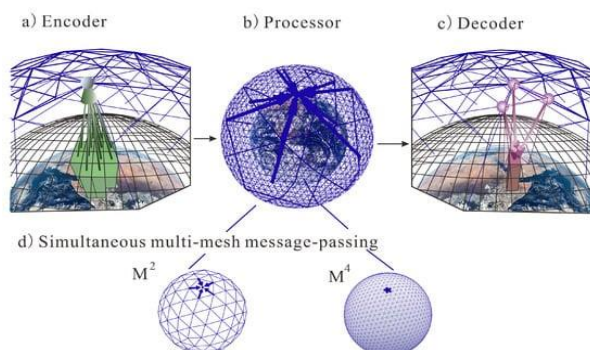 a) Encoder
b) Processor
c) Decoder
d) Simultaneous multi-mesh message-passing
M²
M⁴